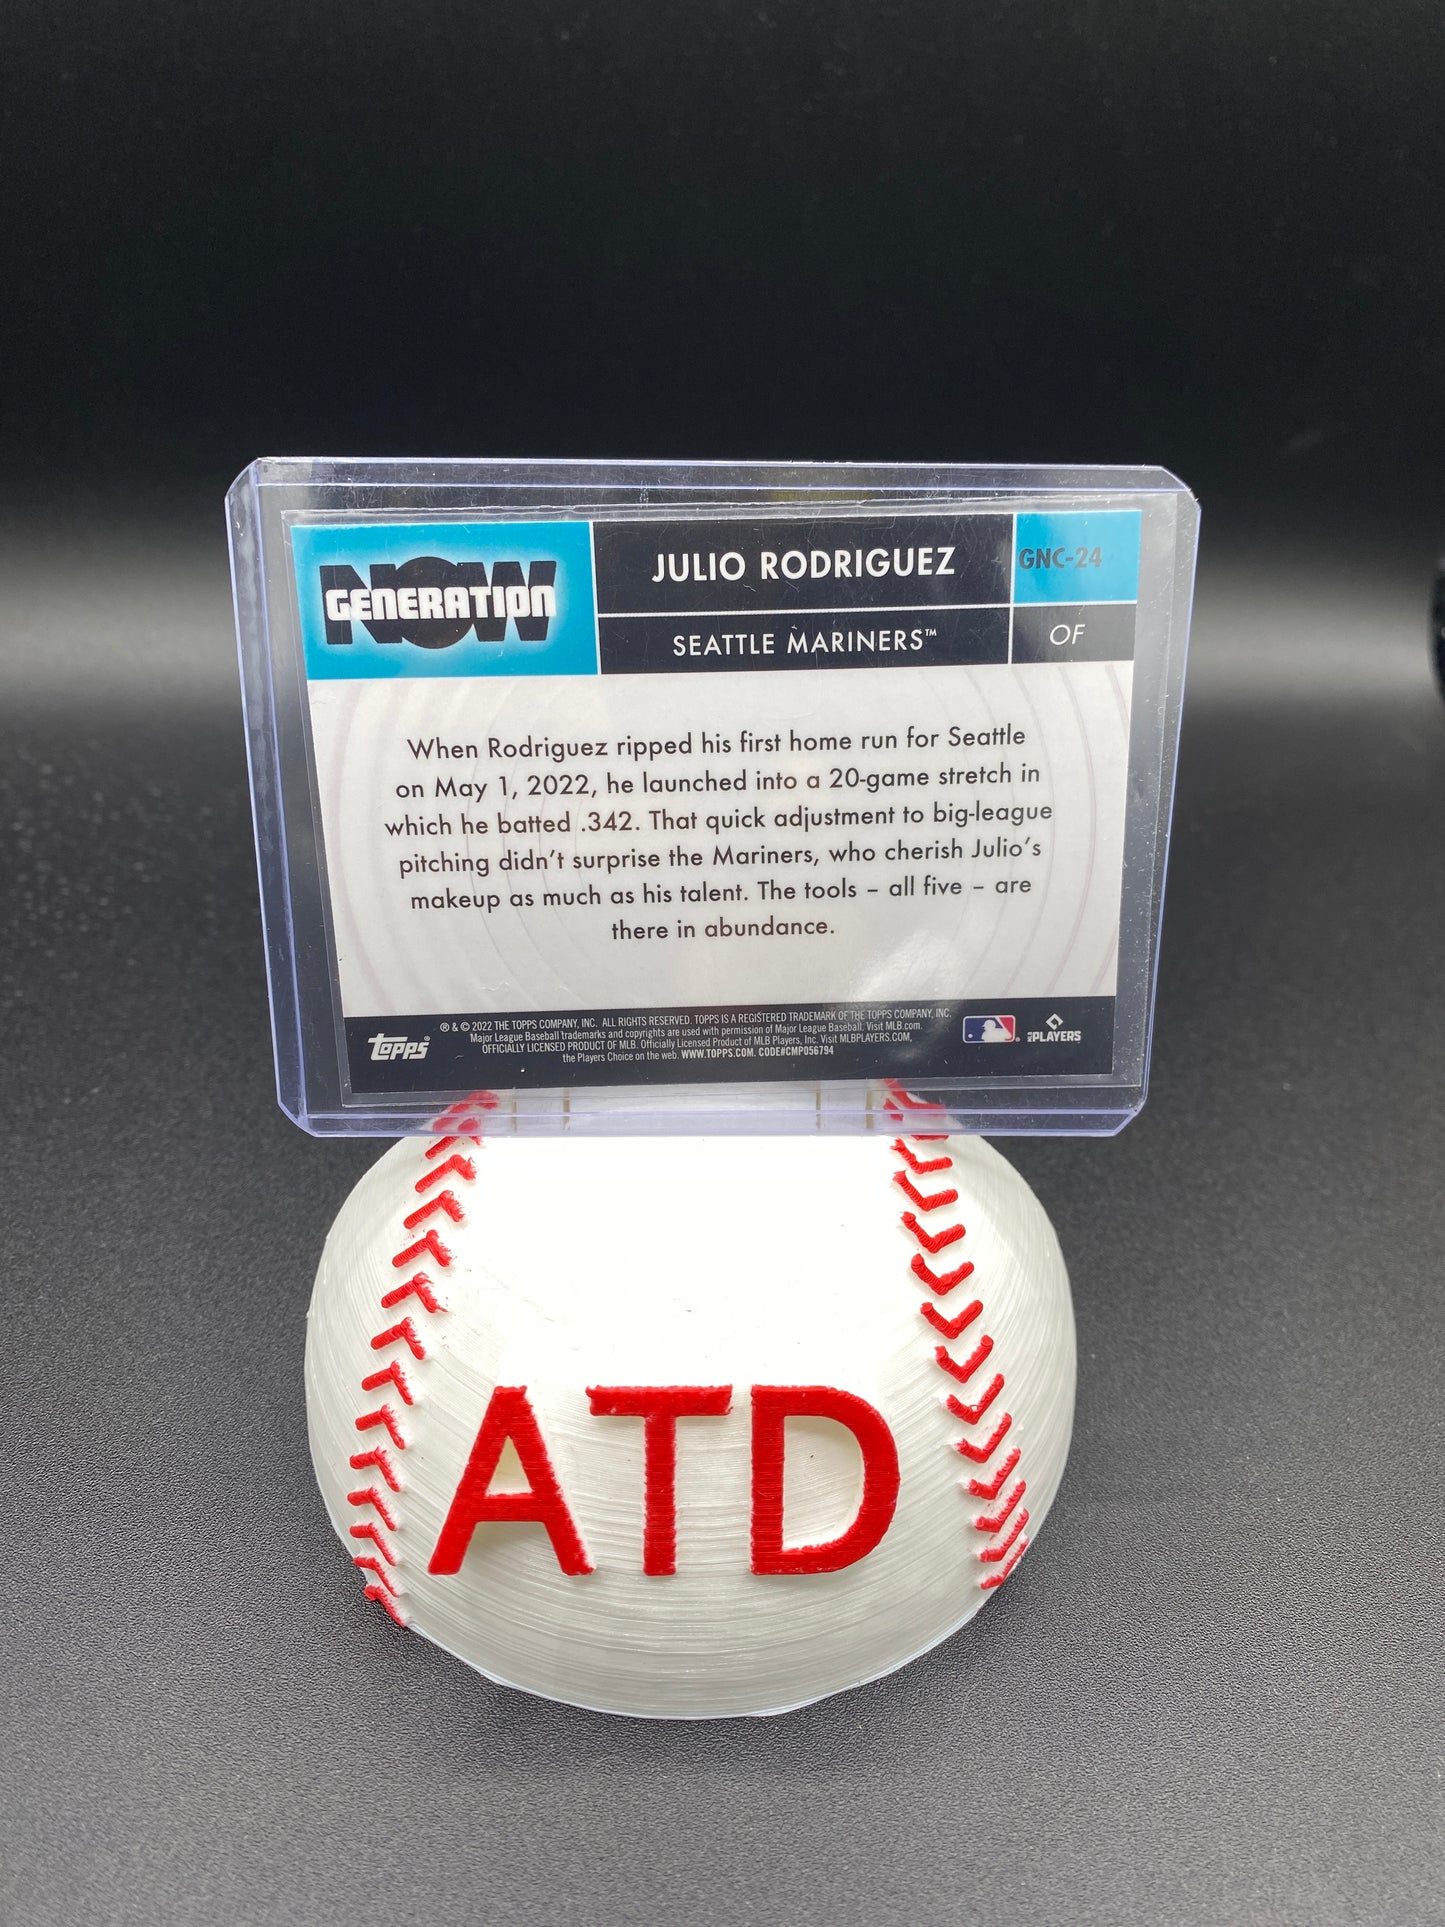 NOW
GENERATION
JULIO RODRIGUEZ
GNC-24
SEATTLE MARINERS™
OF
When Rodriguez ripped his first home run for Seattle
on May 1, 2022, he launched into a 20-game stretch in
which he batted .342. That quick adjustment to big-league
pitching didn't surprise the Mariners, who cherish Julio's
makeup as much as his talent. The tools – all five – are
there in abundance.
topps®
® & © 2022 THE TOPPS COMPANY, INC. ALL RIGHTS RESERVED. TOPPS IS A REGISTERED TRADEMARK OF THE TOPPS COMPANY, INC.
Major League Baseball trademarks and copyrights are used with permission of Major League Baseball. Visit MLB.com.
OFFICIALLY LICENSED PRODUCT OF MLB. Officially Licensed Product of MLB Players, Inc. Visit MLBPLAYERS.COM,
the Players Choice on the web. WWW.TOPPS.COM. CODE#CMP056794
MLB PLAYERS
ATD